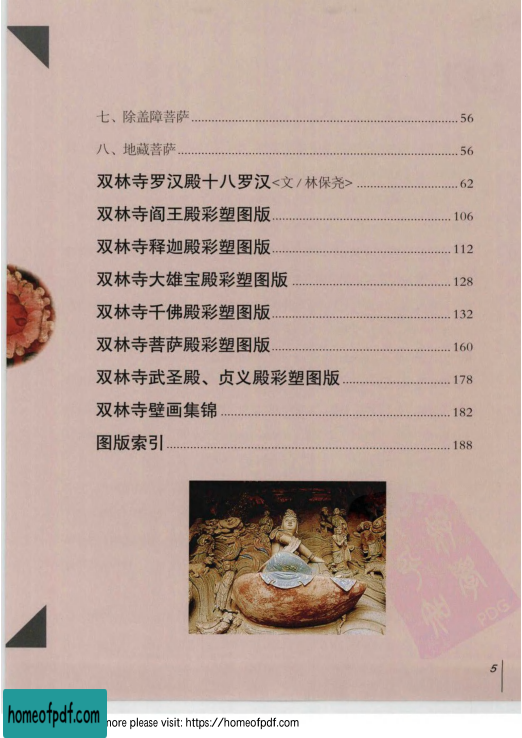 七、除盖障菩萨 56
八、地藏菩萨 56
双林寺罗汉殿十八罗汉<文/林保尧> 62
双林寺阎王殿彩塑图版 106
双林寺释迦殿彩塑图版 112
双林寺大雄宝殿彩塑图版 128
双林寺千佛殿彩塑图版 132
双林寺菩萨殿彩塑图版 160
双林寺武圣殿、贞义殿彩塑图版 178
双林寺壁画集锦 182
图版索引 188
PDG
5
homeofpdf.com
more please visit: https://homeofpdf.com